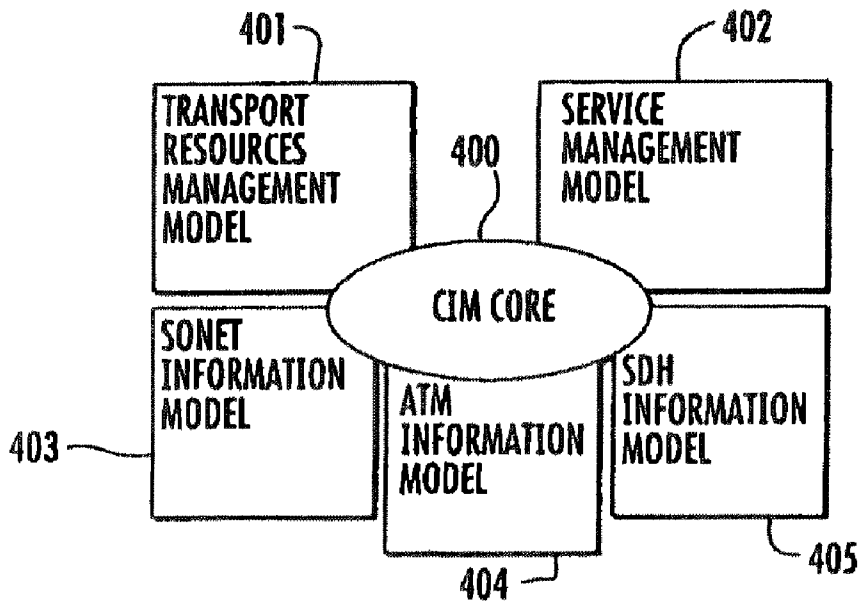 401
402
TRANSPORT
RESOURCES
MANAGEMENT
MODEL
SERVICE
MANAGEMENT
MODEL
400
CIM CORE
SONET
INFORMATION
MODEL
ATM
INFORMATION
MODEL
SDH
INFORMATION
MODEL
403
404
405